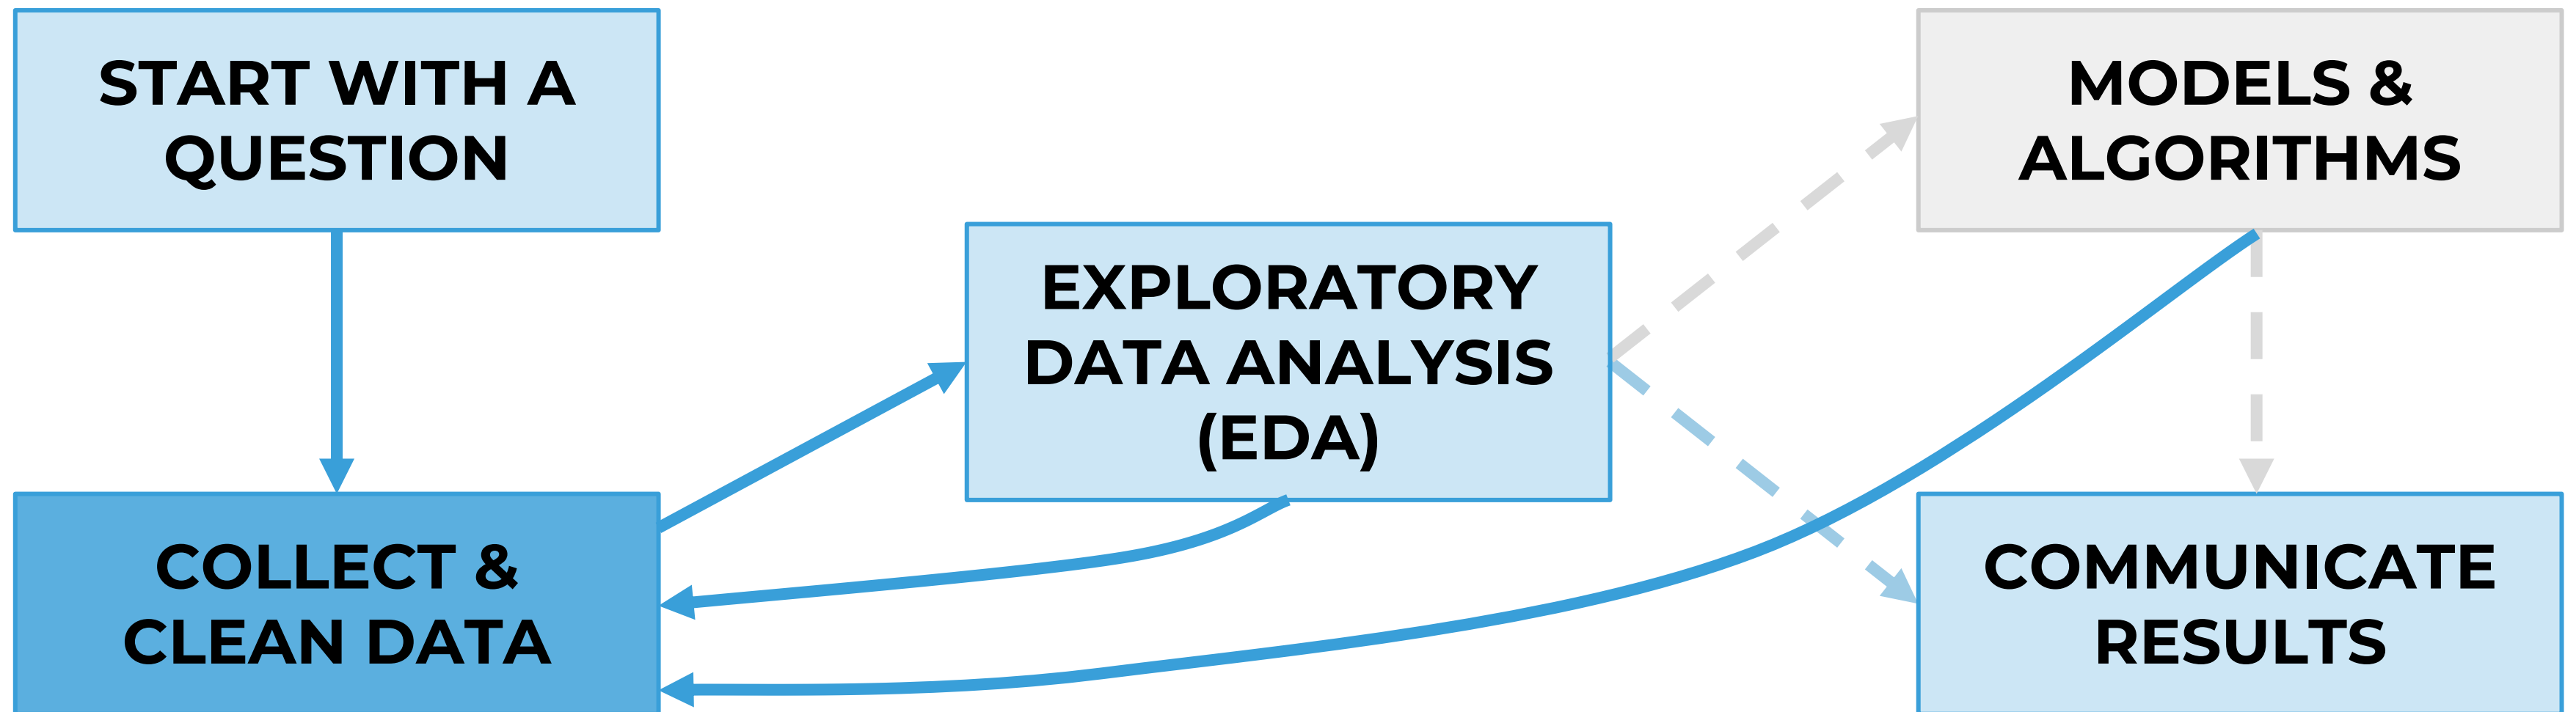 START WITH A
QUESTION
COLLECT &
CLEAN DATA
EXPLORATORY
DATA ANALYSIS
(EDA)
MODELS &
ALGORITHMS
COMMUNICATE
RESULTS